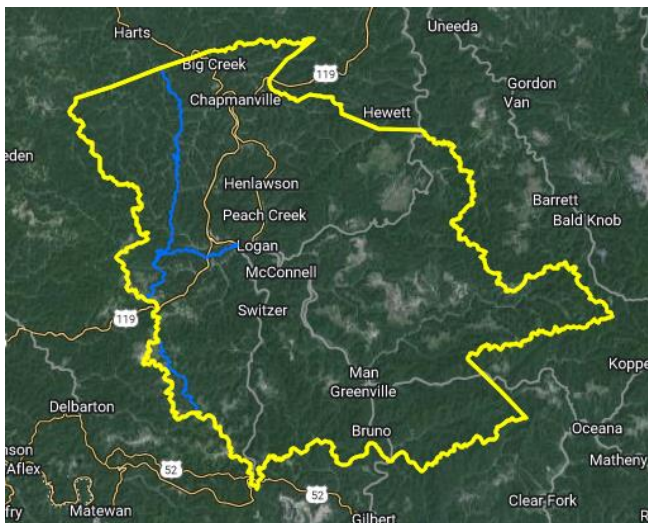 Harts
Uneeda
Big Creek
119
Gordon
Van
Chapmanville
Hewett
eden
Henlawson
Barrett
Bald Knob
Peach Creek
Logan
McConnell
Switzer
119
Man
Greenville
Koppe
Delbarton
Bruno
Oceana
nson
Aflex
52
Matheny
52
Clear Fork
fry
Matewan
Gilbert
R